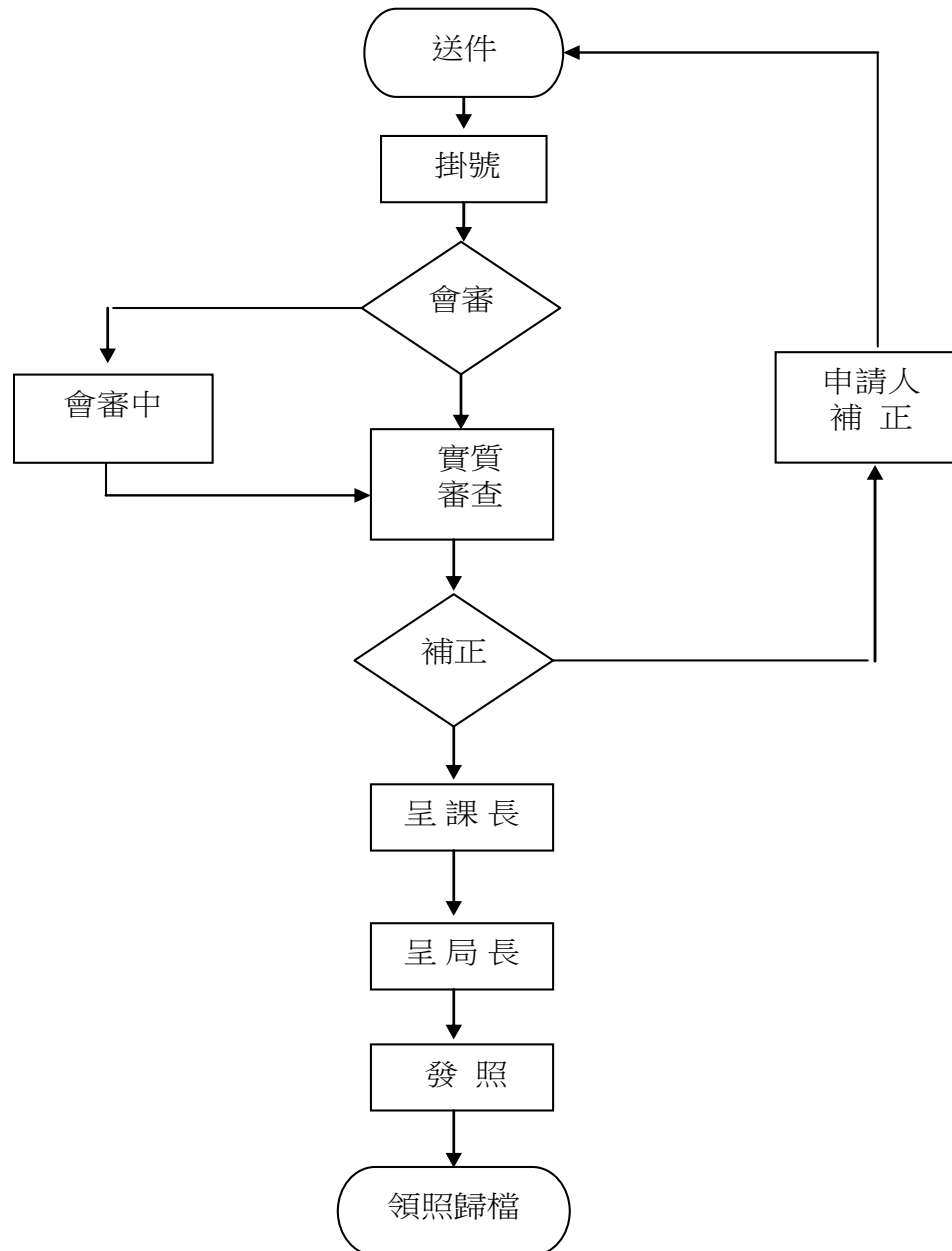 送件
掛號
會審
會審中
申請人
補 正
實質
審查
補正
呈 課 長
呈 局 長
發 照
領照歸檔